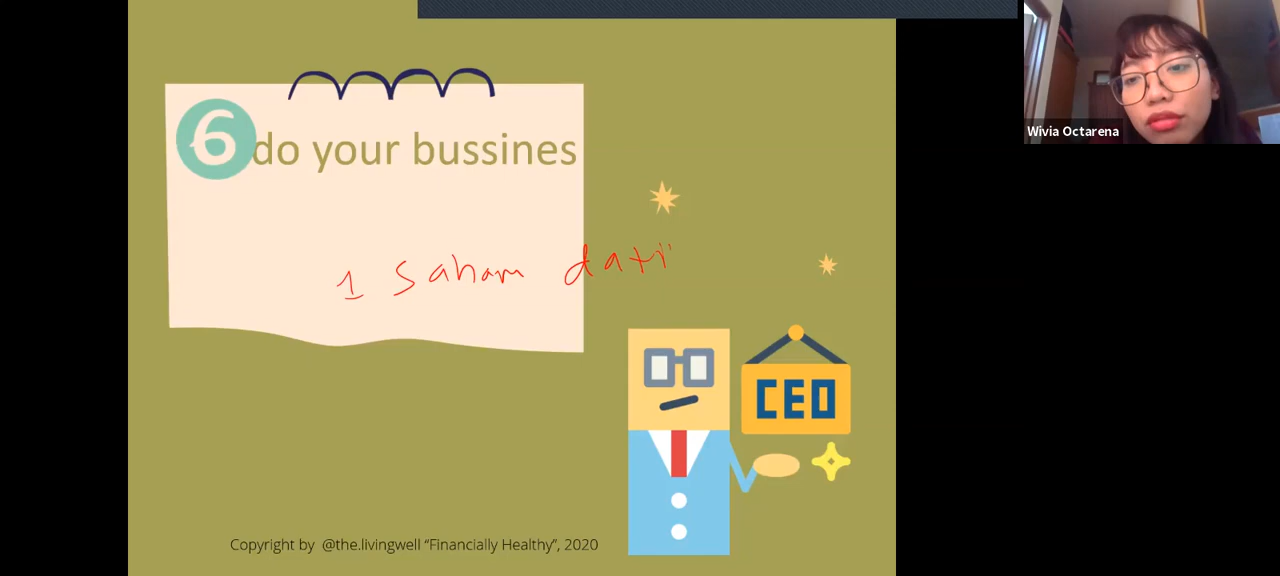 6 do your bussines
1 saham dari
CEO
Copyright by @the.livingwell “Financially Healthy”, 2020
Wivia Octarena